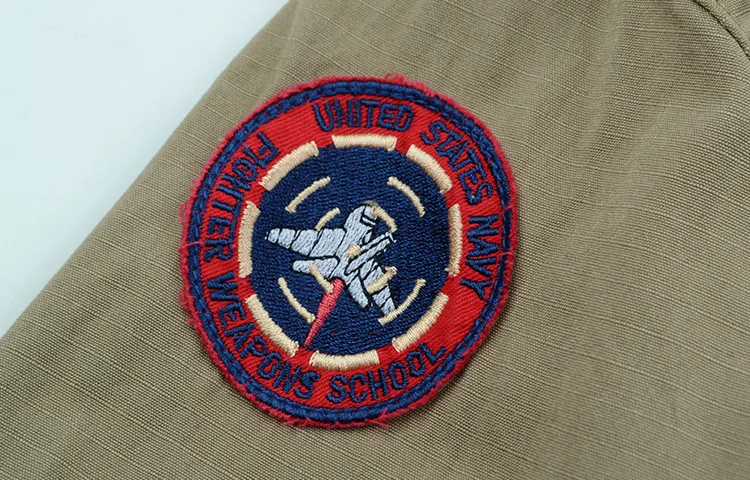 UNITED STATES NAVY
FIGHTER WEAPONS SCHOOL